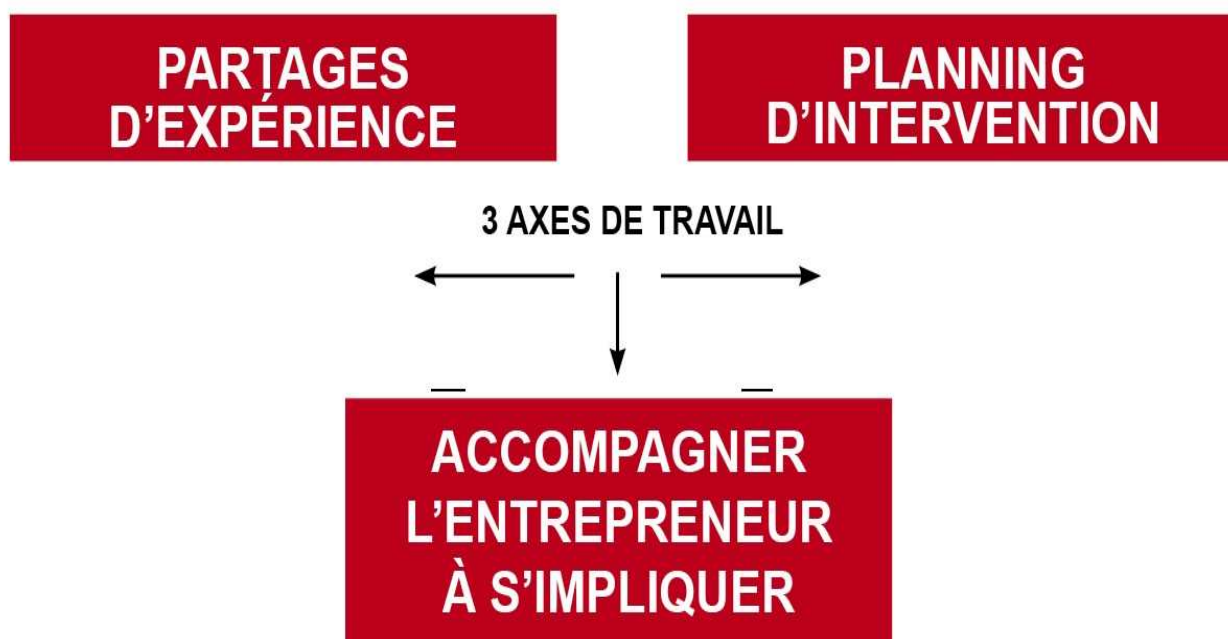 PARTAGES
D’EXPÉRIENCE
PLANNING
D’INTERVENTION
3 AXES DE TRAVAIL
ACCOMPAGNER
L’ENTREPRENEUR
À S’IMPLIQUER